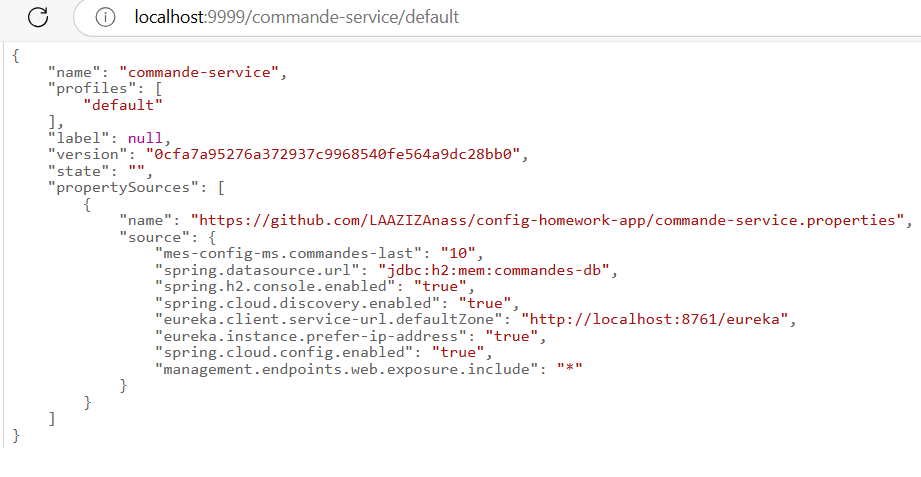 localhost:9999/commande-service/default
{
    "name": "commande-service",
    "profiles": [
        "default"
    ],
    "label": null,
    "version": "0cfa7a95276a372937c9968540fe564a9dc28bb0",
    "state": "",
    "propertySources": [
        {
            "name": "https://github.com/LAAZIZAnass/config-homework-app/commande-service.properties",
            "source": {
                "mes-config-ms.commandes-last": "10",
                "spring.datasource.url": "jdbc:h2:mem:commandes-db",
                "spring.h2.console.enabled": "true",
                "spring.cloud.discovery.enabled": "true",
                "eureka.client.service-url.defaultZone": "http://localhost:8761/eureka",
                "eureka.instance.prefer-ip-address": "true",
                "spring.cloud.config.enabled": "true",
                "management.endpoints.web.exposure.include": "*"
            }
        }
    ]
}